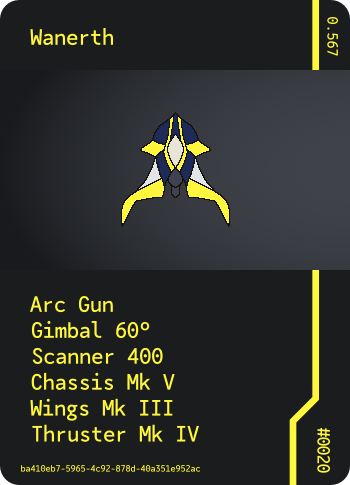 Wanerth
0.567
Arc Gun
Gimbal 60°
Scanner 400
Chassis Mk V
Wings Mk III
Thruster Mk IV
#0020
ba410eb7-5965-4c92-878d-40a351e952ac